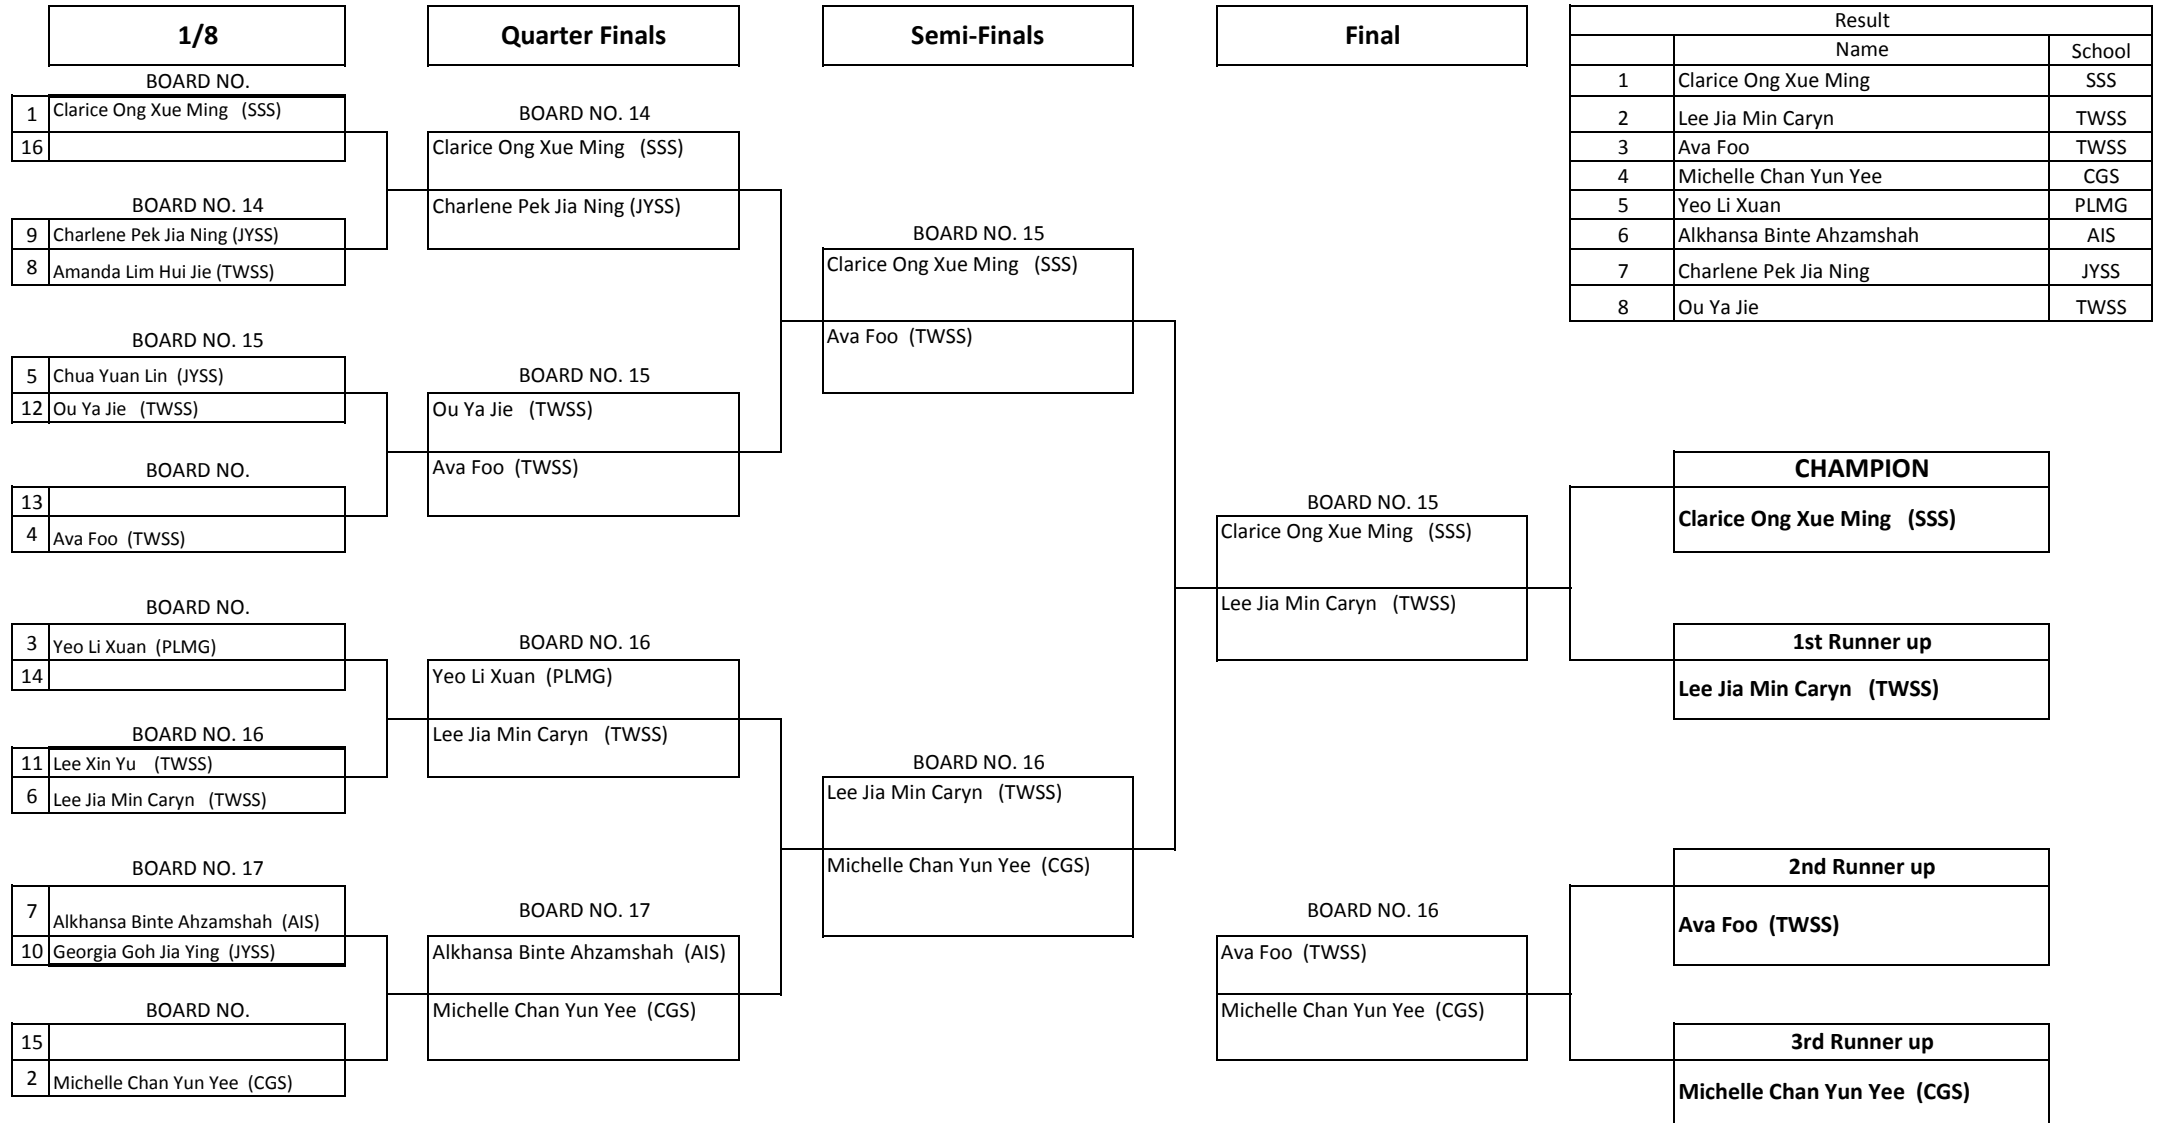 1/8
BOARD NO.
1 Clarice Ong Xue Ming (SSS)
16
BOARD NO. 14
9 Charlene Pek Jia Ning (JYSS)
8 Amanda Lim Hui Jie (TWSS)
BOARD NO. 15
5 Chua Yuan Lin (JYSS)
12 Ou Ya Jie (TWSS)
BOARD NO.
13
4 Ava Foo (TWSS)
BOARD NO.
3 Yeo Li Xuan (PLMG)
14
BOARD NO. 16
11 Lee Xin Yu (TWSS)
6 Lee Jia Min Caryn (TWSS)
BOARD NO. 17
7 Alkhansa Binte Ahzamshah (AIS)
10 Georgia Goh Jia Ying (JYSS)
BOARD NO.
15
2 Michelle Chan Yun Yee (CGS)
Quarter Finals
BOARD NO. 14
Clarice Ong Xue Ming (SSS)
Charlene Pek Jia Ning (JYSS)
BOARD NO. 15
Ou Ya Jie (TWSS)
Ava Foo (TWSS)
BOARD NO. 16
Yeo Li Xuan (PLMG)
Lee Jia Min Caryn (TWSS)
BOARD NO. 17
Alkhansa Binte Ahzamshah (AIS)
Michelle Chan Yun Yee (CGS)
Semi-Finals
BOARD NO. 15
Clarice Ong Xue Ming (SSS)
Ava Foo (TWSS)
BOARD NO. 16
Lee Jia Min Caryn (TWSS)
Michelle Chan Yun Yee (CGS)
Final
BOARD NO. 15
Clarice Ong Xue Ming (SSS)
Lee Jia Min Caryn (TWSS)
BOARD NO. 16
Ava Foo (TWSS)
Michelle Chan Yun Yee (CGS)
Result
Name School
1 Clarice Ong Xue Ming SSS
2 Lee Jia Min Caryn TWSS
3 Ava Foo TWSS
4 Michelle Chan Yun Yee CGS
5 Yeo Li Xuan PLMG
6 Alkhansa Binte Ahzamshah AIS
7 Charlene Pek Jia Ning JYSS
8 Ou Ya Jie TWSS
CHAMPION
Clarice Ong Xue Ming (SSS)
1st Runner up
Lee Jia Min Caryn (TWSS)
2nd Runner up
Ava Foo (TWSS)
3rd Runner up
Michelle Chan Yun Yee (CGS)